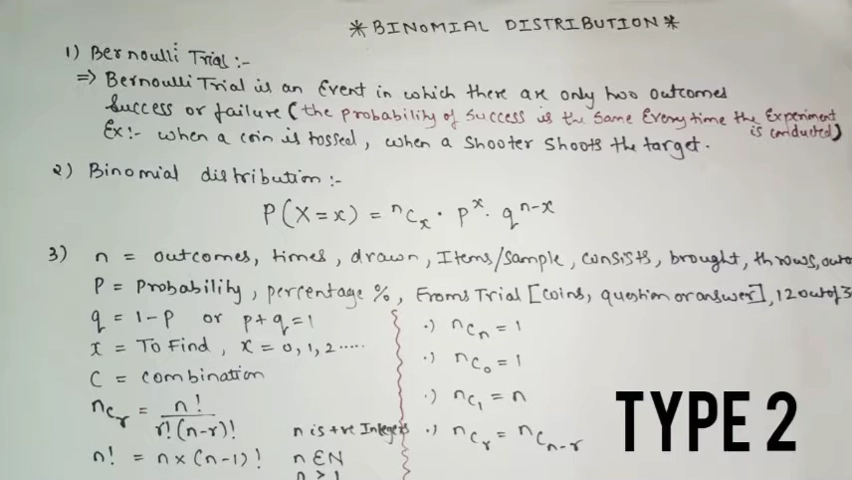 *BINOMIAL DISTRIBUTION*
1) Bernoulli Trial :-
⇒ Bernoulli Trial is an Event in which there are only two outcomes
Success or failure (the probability of success is the same Every time the Experiment
is conducted)
Ex :- when a coin is tossed, when a Shooter Shoots the target.
2) Binomial distribution :-
P(X=x) = ⁿCₓ · pˣ · qⁿ⁻ˣ
3) n = outcomes, times, drawn, Items/Sample, consists, brought, throws, outo
P = Probability, percentage %, Froms Trial [coins, question or answer], 12 out of 3
q = 1-p or p+q=1
x = To Find, x = 0,1,2.....
C = combination
ⁿCᵣ = n! / r!(n-r)!
n is +ve Integers
n! = n×(n-1)! n∈N
n > 1
·) ⁿCₙ = 1
·) ⁿC₀ = 1
·) ⁿC₁ = n
·) ⁿCᵣ = ⁿCₙ₋ᵣ
TYPE 2